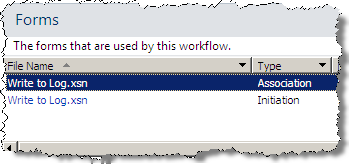 Forms
The forms that are used by this workflow.
File Name Type
Write to Log.xsn Association
Write to Log.xsn Initiation